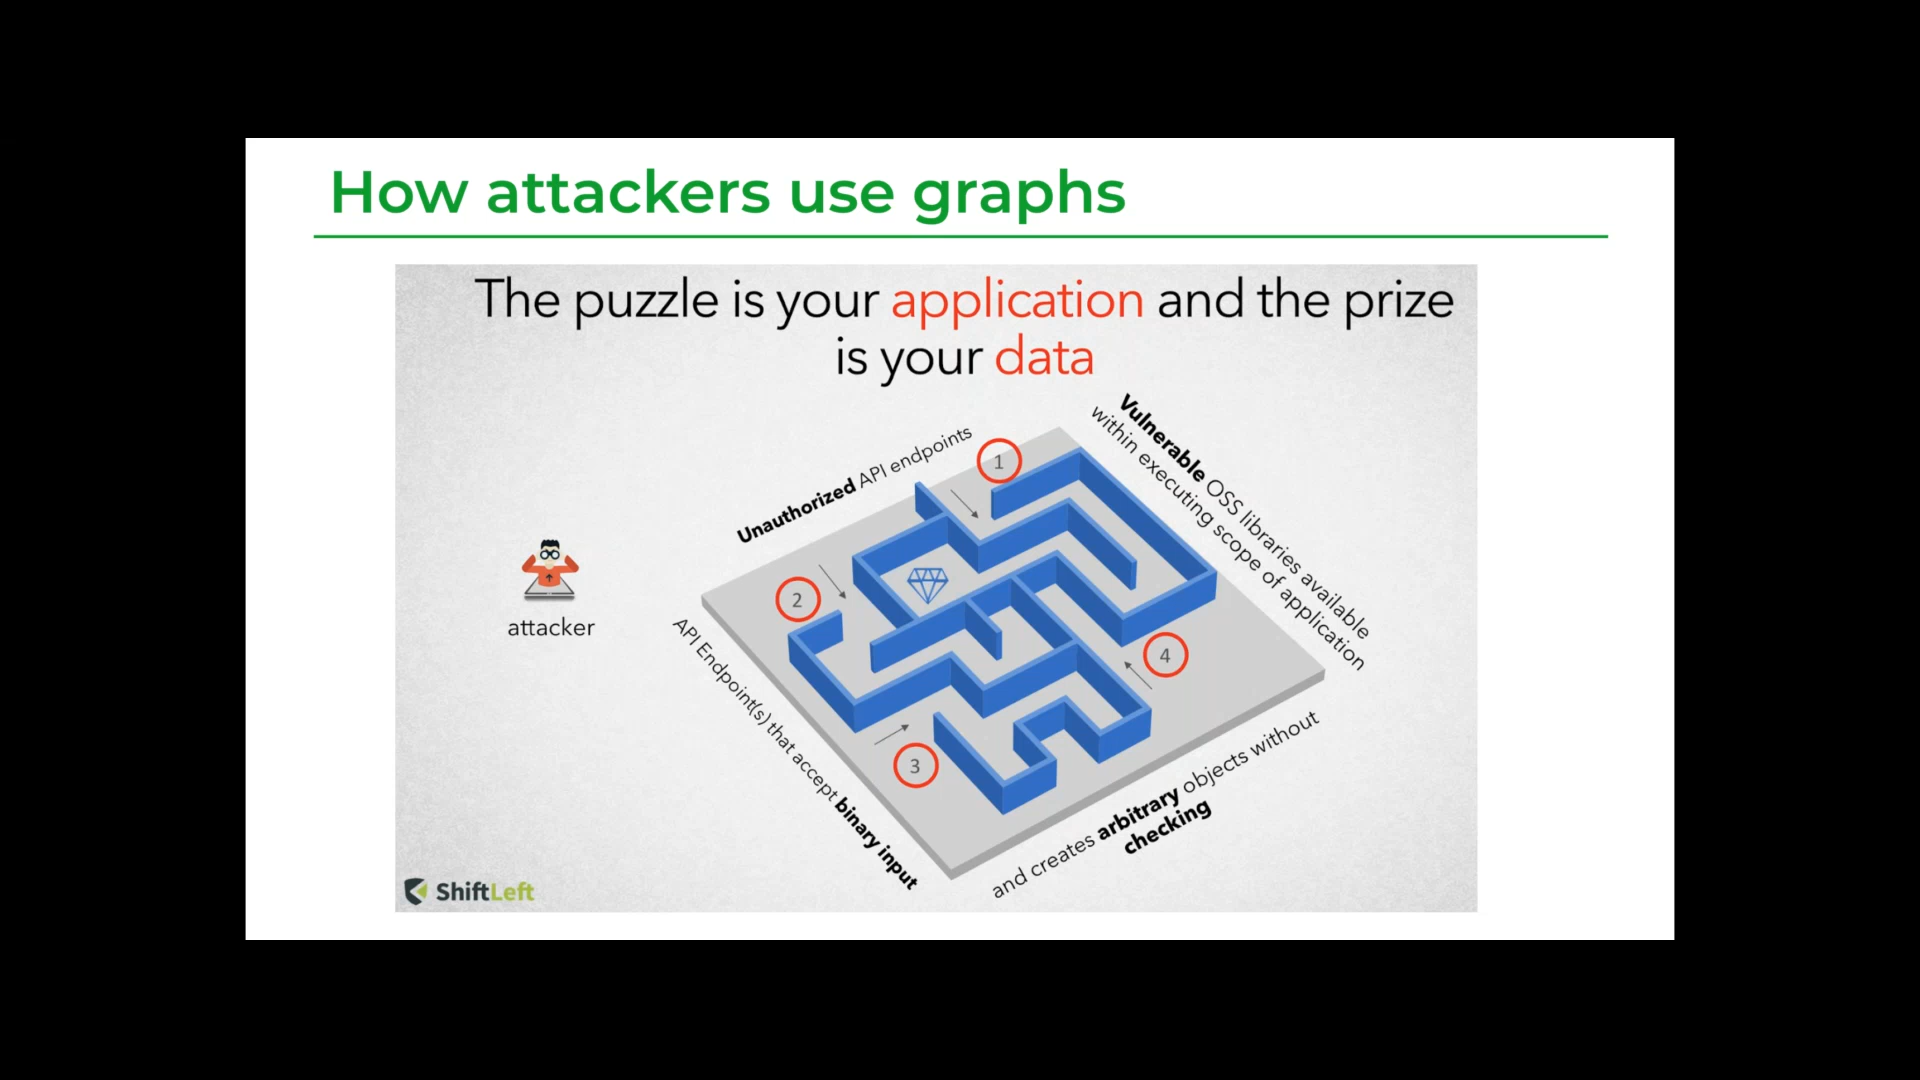 How attackers use graphs
The puzzle is your application and the prize
is your data
Unauthorized API endpoints
Vulnerable OSS libraries available
within executing scope of application
1
2
attacker
API Endpoint(s) that accept binary input
4
3
and creates arbitrary objects without
checking
ShiftLeft